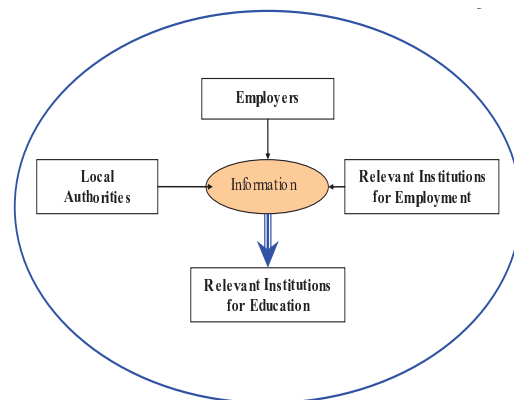 Employers
Local
Authorities
Information
Relevant Institutions
for Employment
Relevant Institutions
for Education